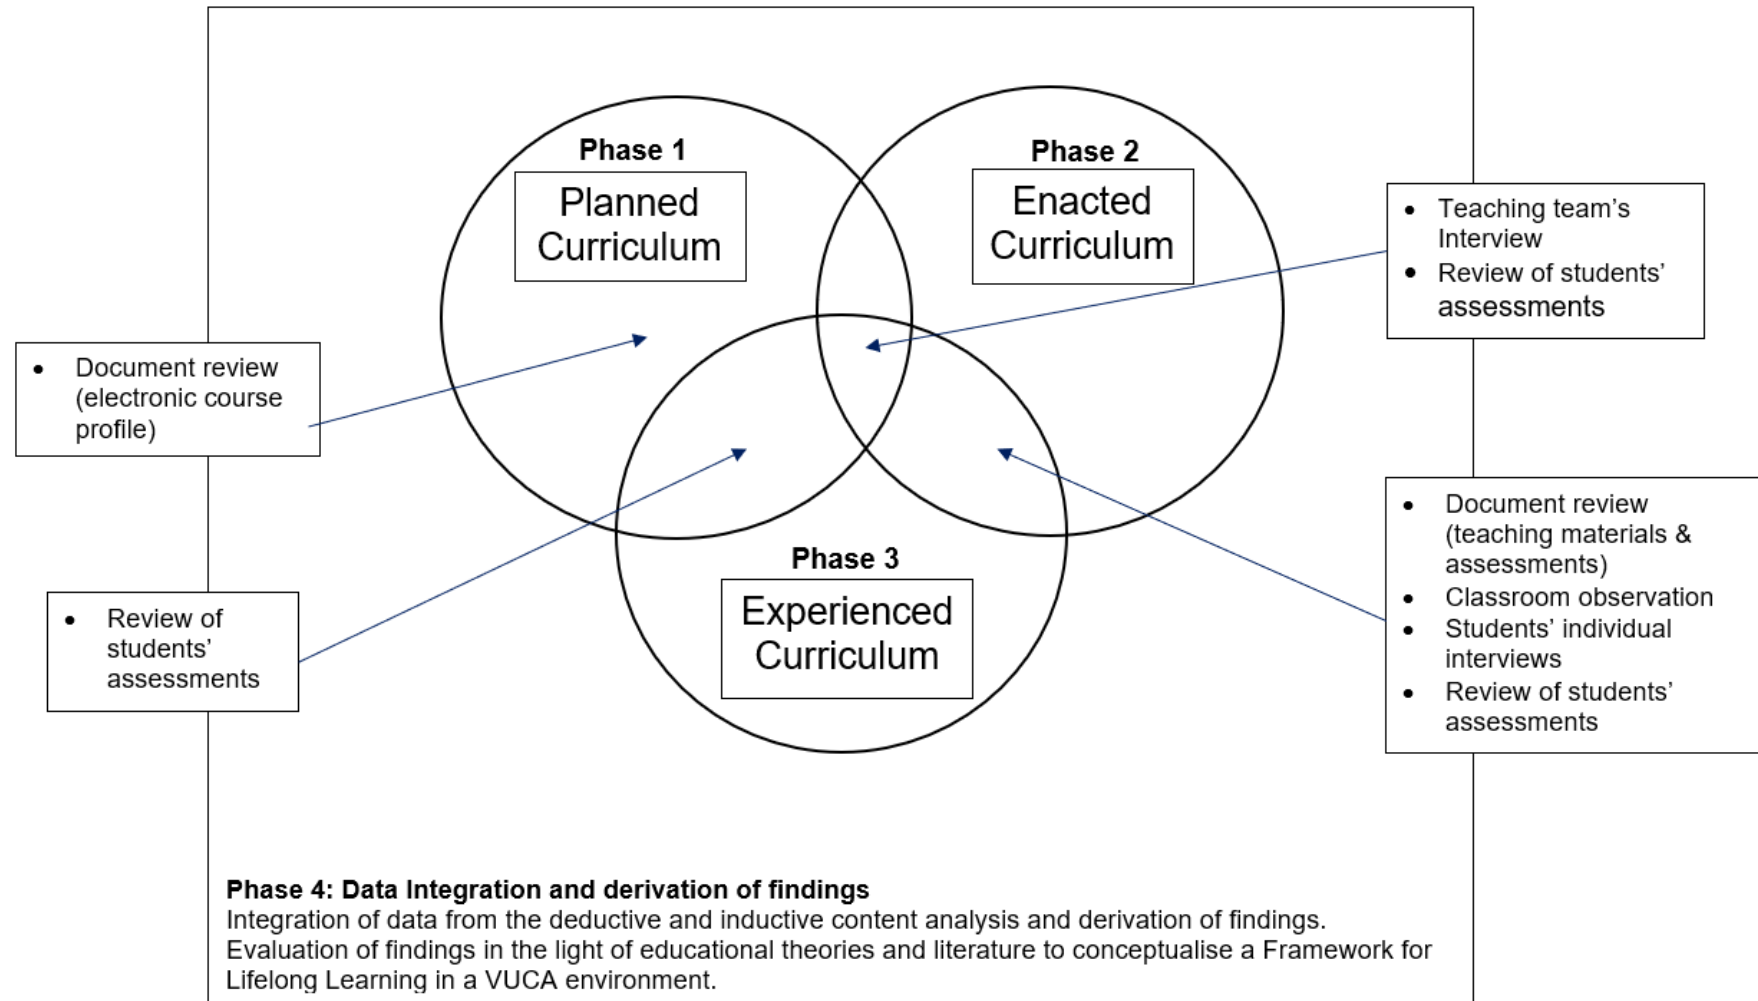 Phase 1
Planned
Curriculum
Phase 2
Enacted
Curriculum
• Teaching team’s
Interview
• Review of students’
assessments
• Document review
(electronic course
profile)
• Document review
(teaching materials &
assessments)
• Classroom observation
• Students’ individual
interviews
• Review of students’
assessments
Phase 3
Experienced
Curriculum
• Review of
students’
assessments
Phase 4: Data Integration and derivation of findings
Integration of data from the deductive and inductive content analysis and derivation of findings.
Evaluation of findings in the light of educational theories and literature to conceptualise a Framework for
Lifelong Learning in a VUCA environment.